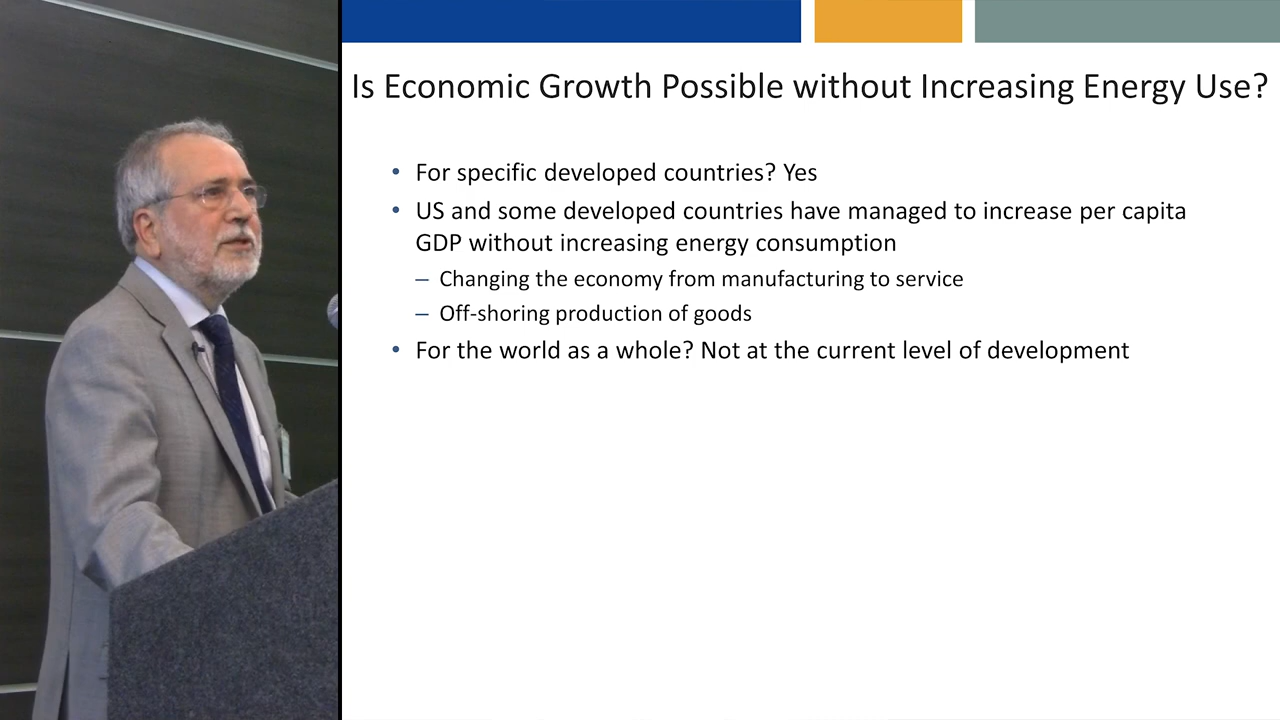 Is Economic Growth Possible without Increasing Energy Use?
• For specific developed countries? Yes
• US and some developed countries have managed to increase per capita
GDP without increasing energy consumption
– Changing the economy from manufacturing to service
– Off-shoring production of goods
• For the world as a whole? Not at the current level of development